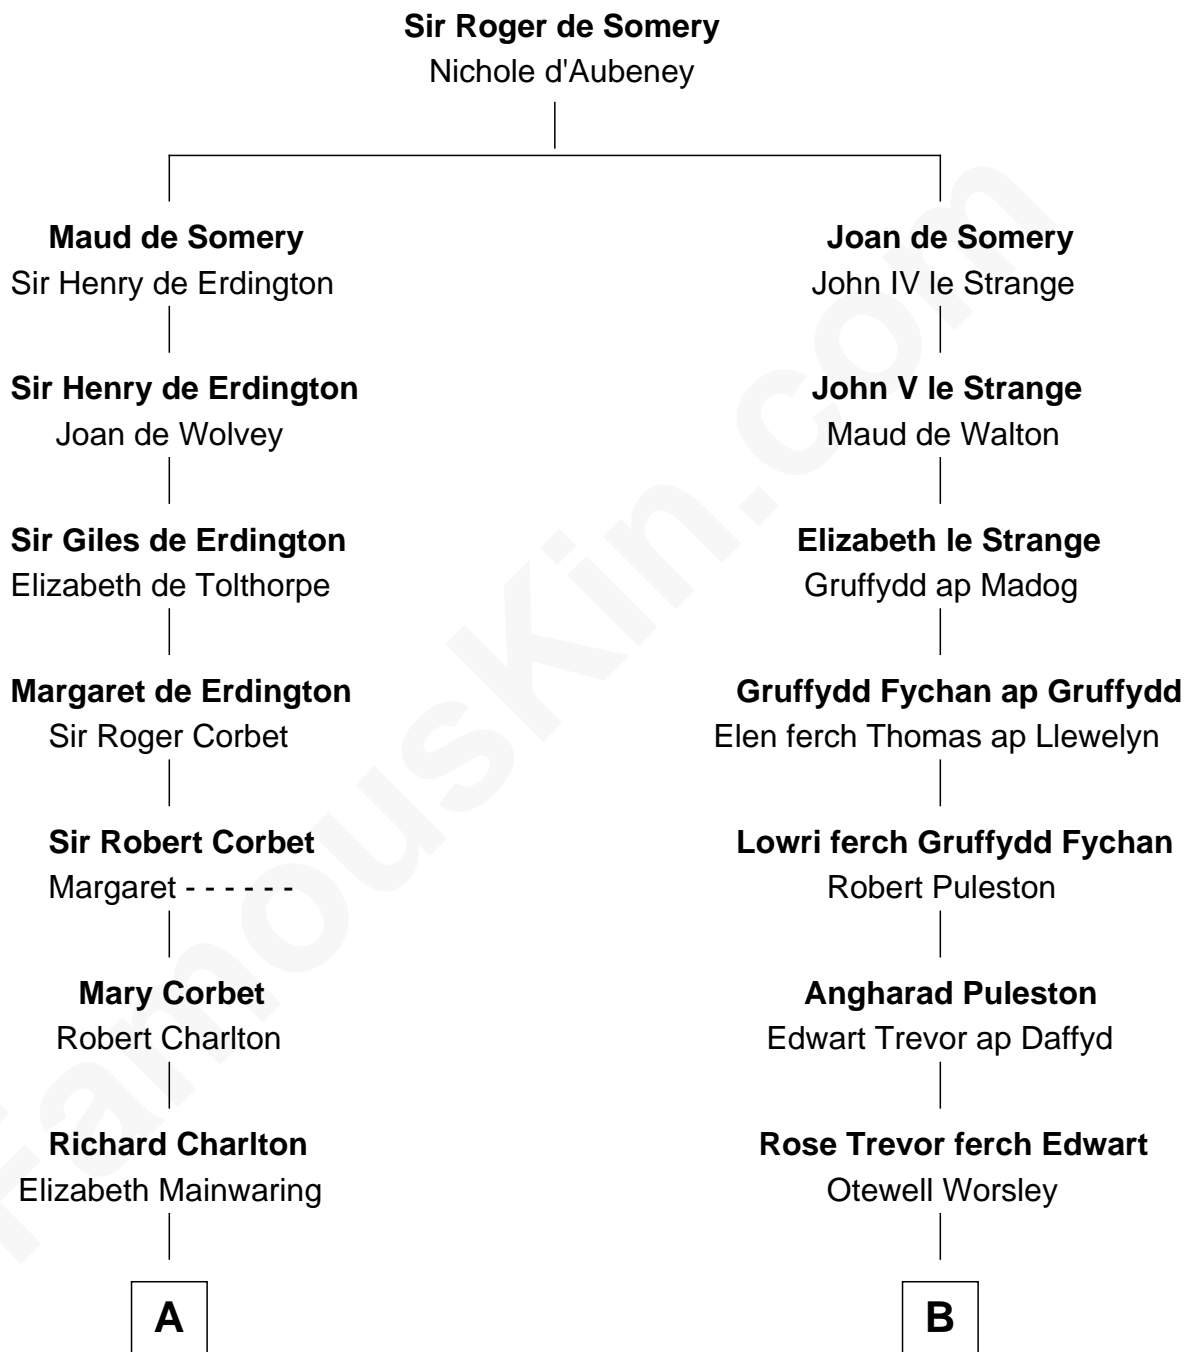 Sir Roger de Somery
Nichole d'Aubeney
Maud de Somery
Sir Henry de Erdington
Joan de Somery
John IV le Strange
Sir Henry de Erdington
Joan de Wolvey
John V le Strange
Maud de Walton
Sir Giles de Erdington
Elizabeth de Tolthorpe
Elizabeth le Strange
Gruffydd ap Madog
Margaret de Erdington
Sir Roger Corbet
Gruffydd Fychan ap Gruffydd
Elen ferch Thomas ap Llewelyn
Sir Robert Corbet
Margaret - - - - - -
Lowri ferch Gruffydd Fychan
Robert Puleston
Mary Corbet
Robert Charlton
Angharad Puleston
Edwart Trevor ap Daffyd
Richard Charlton
Elizabeth Mainwaring
Rose Trevor ferch Edwart
Otewell Worsley
A
B
FamousKin.com